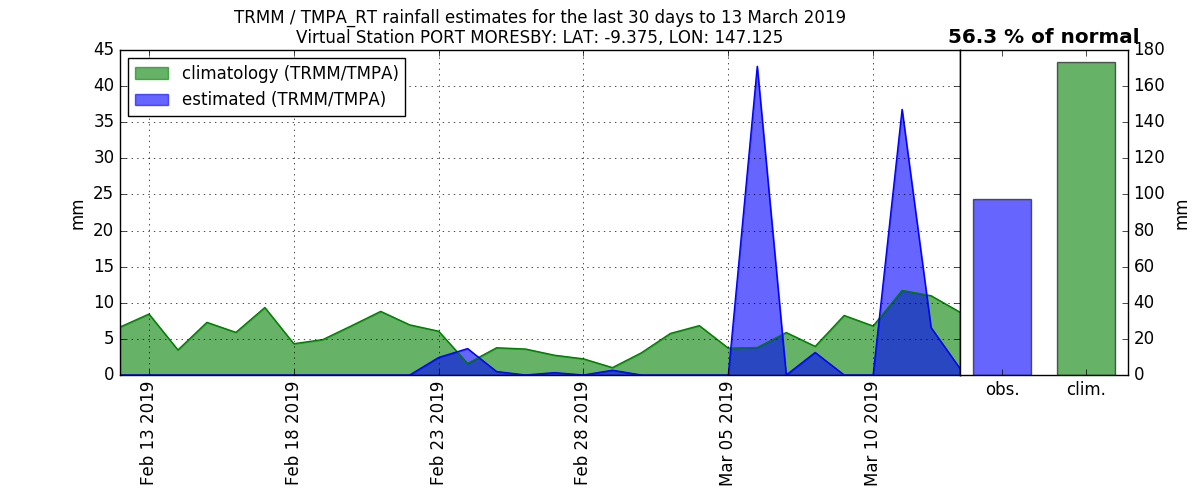 TRMM / TMPA_RT rainfall estimates for the last 30 days to 13 March 2019
Virtual Station PORT MORESBY: LAT: -9.375, LON: 147.125
56.3 % of normal
climatology (TRMM/TMPA)
estimated (TRMM/TMPA)
45
40
35
30
25
20
15
10
5
0
mm
Feb 13 2019
Feb 18 2019
Feb 23 2019
Feb 28 2019
Mar 05 2019
Mar 10 2019
obs.
clim.
180
160
140
120
100
80
60
40
20
0
mm